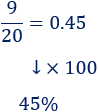 9/20 = 0.45
↓ × 100
45%